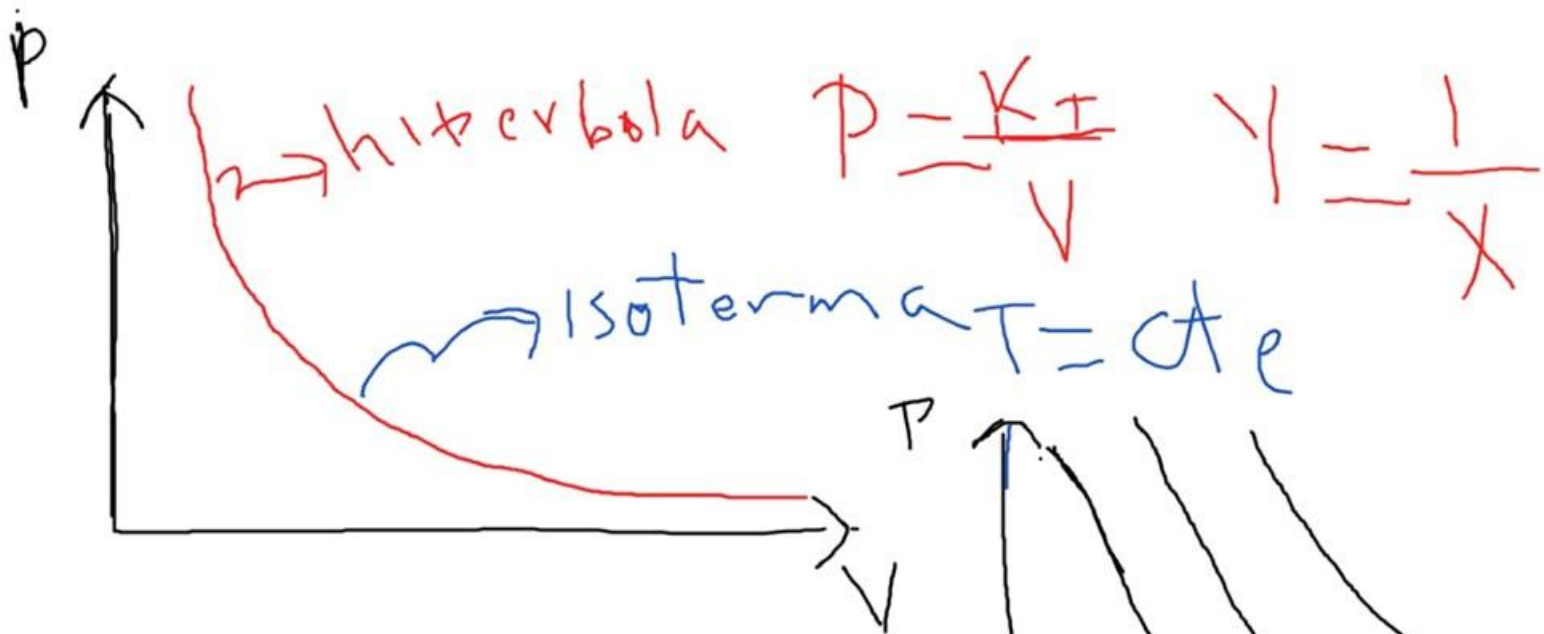 P
hiperbola P = KT/V Y = 1/X
isoterma T = cte
P
V